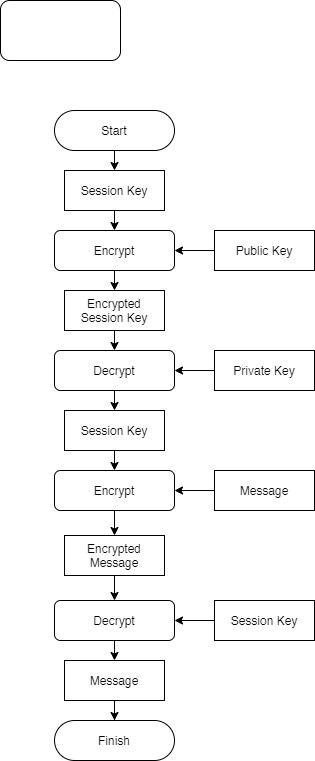 Start
Session Key
Encrypt
Public Key
Encrypted
Session Key
Decrypt
Private Key
Session Key
Encrypt
Message
Encrypted
Message
Decrypt
Session Key
Message
Finish